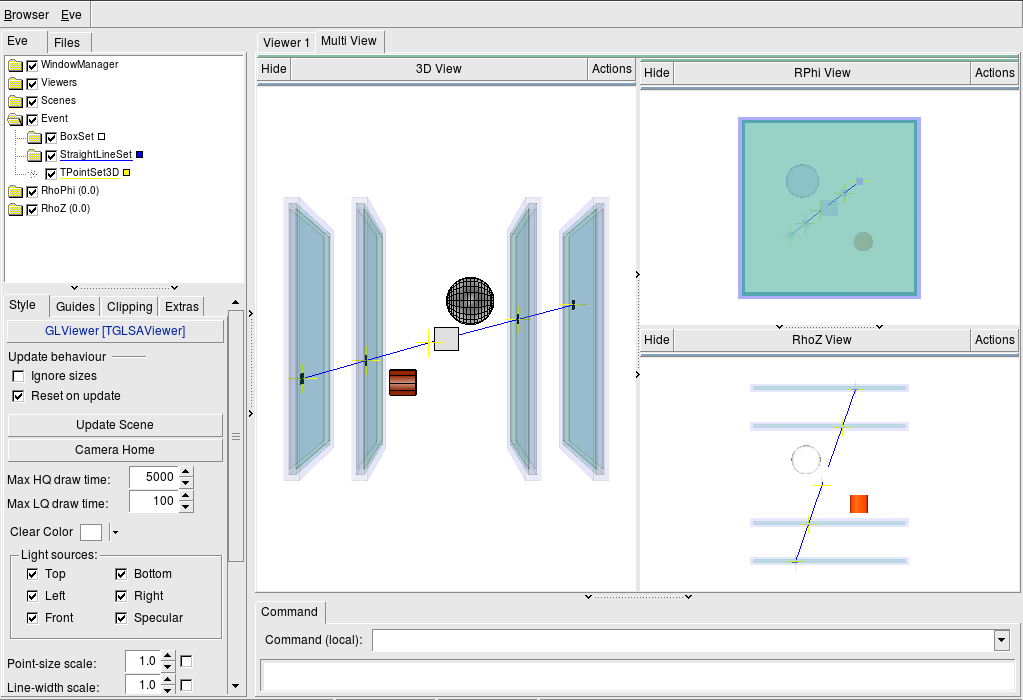 Browser Eve
Eve Files
WindowManager
Viewers
Scenes
Event
BoxSet
StraightLineSet
TPointSet3D
RhoPhi (0.0)
RhoZ (0.0)
Style Guides Clipping Extras
GLViewer [TGLSAViewer]
Update behaviour
Ignore sizes
Reset on update
Update Scene
Camera Home
Max HQ draw time: 5000
Max LQ draw time: 100
Clear Color
Light sources:
Top Bottom
Left Right
Front Specular
Point-size scale: 1.0
Line-width scale: 1.0
Viewer 1 Multi View
Hide 3D View Actions
Hide RPhi View Actions
Hide RhoZ View Actions
Command
Command (local):